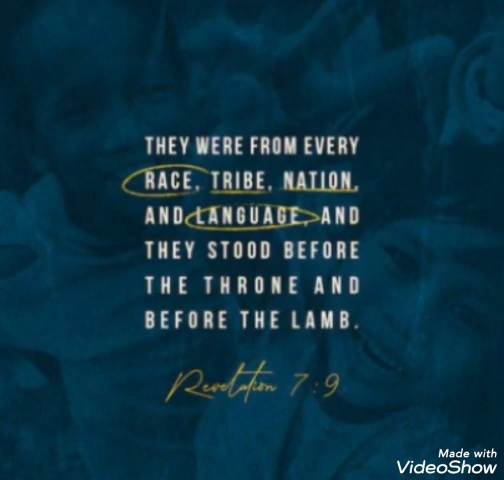 THEY WERE FROM EVERY
RACE, TRIBE, NATION,
AND LANGUAGE, AND
THEY STOOD BEFORE
THE THRONE AND
BEFORE THE LAMB.
Revelation 7:9
Made with
VideoShow